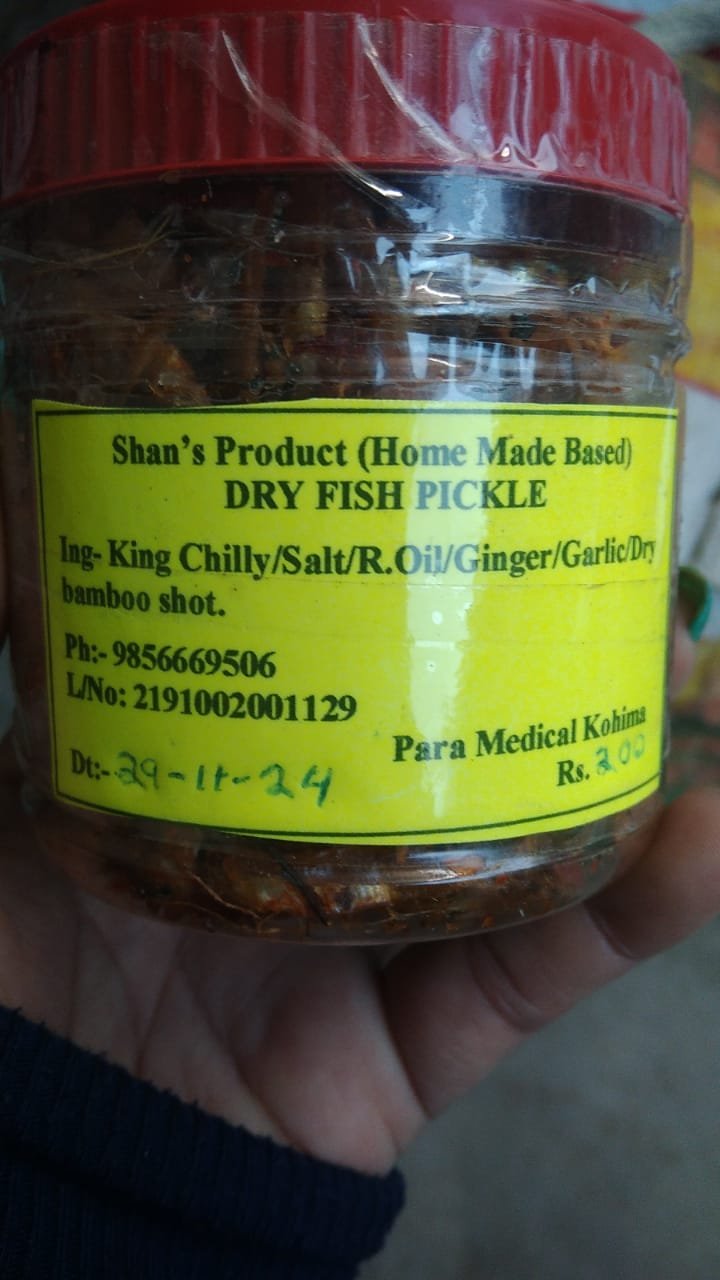 Shan's Product (Home Made Based)
DRY FISH PICKLE
Ing- King Chilly/Salt/R.Oil/Ginger/Garlic/Dry
bamboo shot.
Ph:- 9856669506
L/No: 2191002001129
Para Medical Kohima
Dt:- 29-11-24
Rs. 200